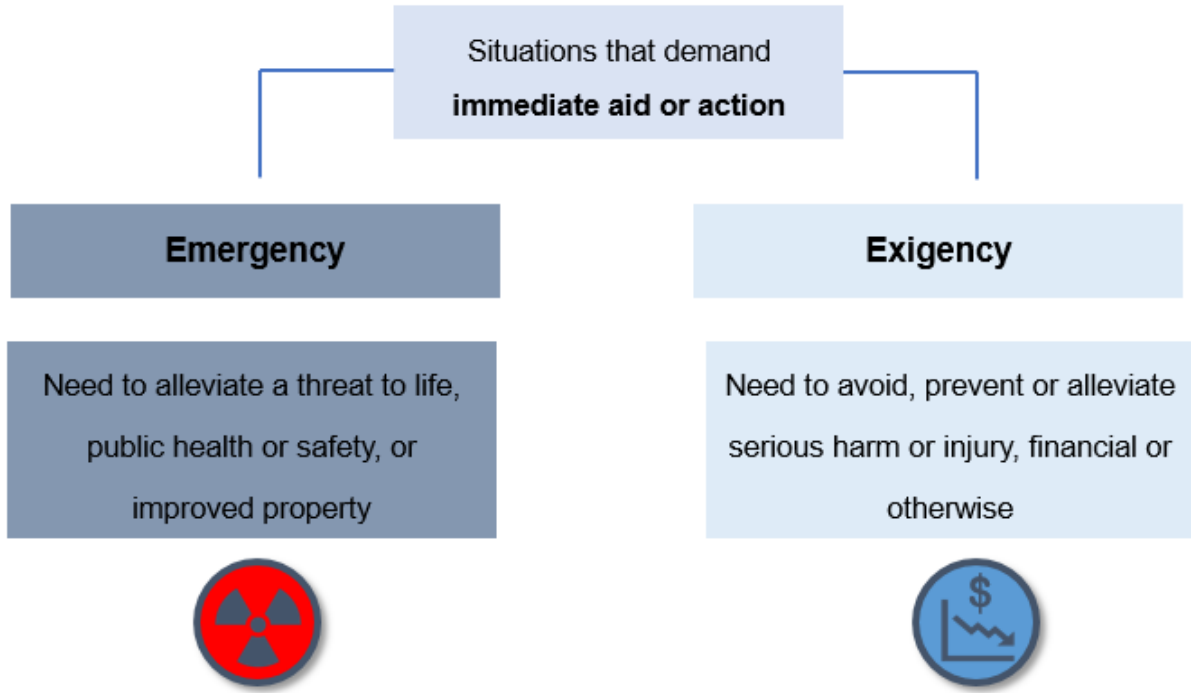 Situations that demand
immediate aid or action
Emergency
Exigency
Need to alleviate a threat to life,
public health or safety, or
improved property
Need to avoid, prevent or alleviate
serious harm or injury, financial or
otherwise
$